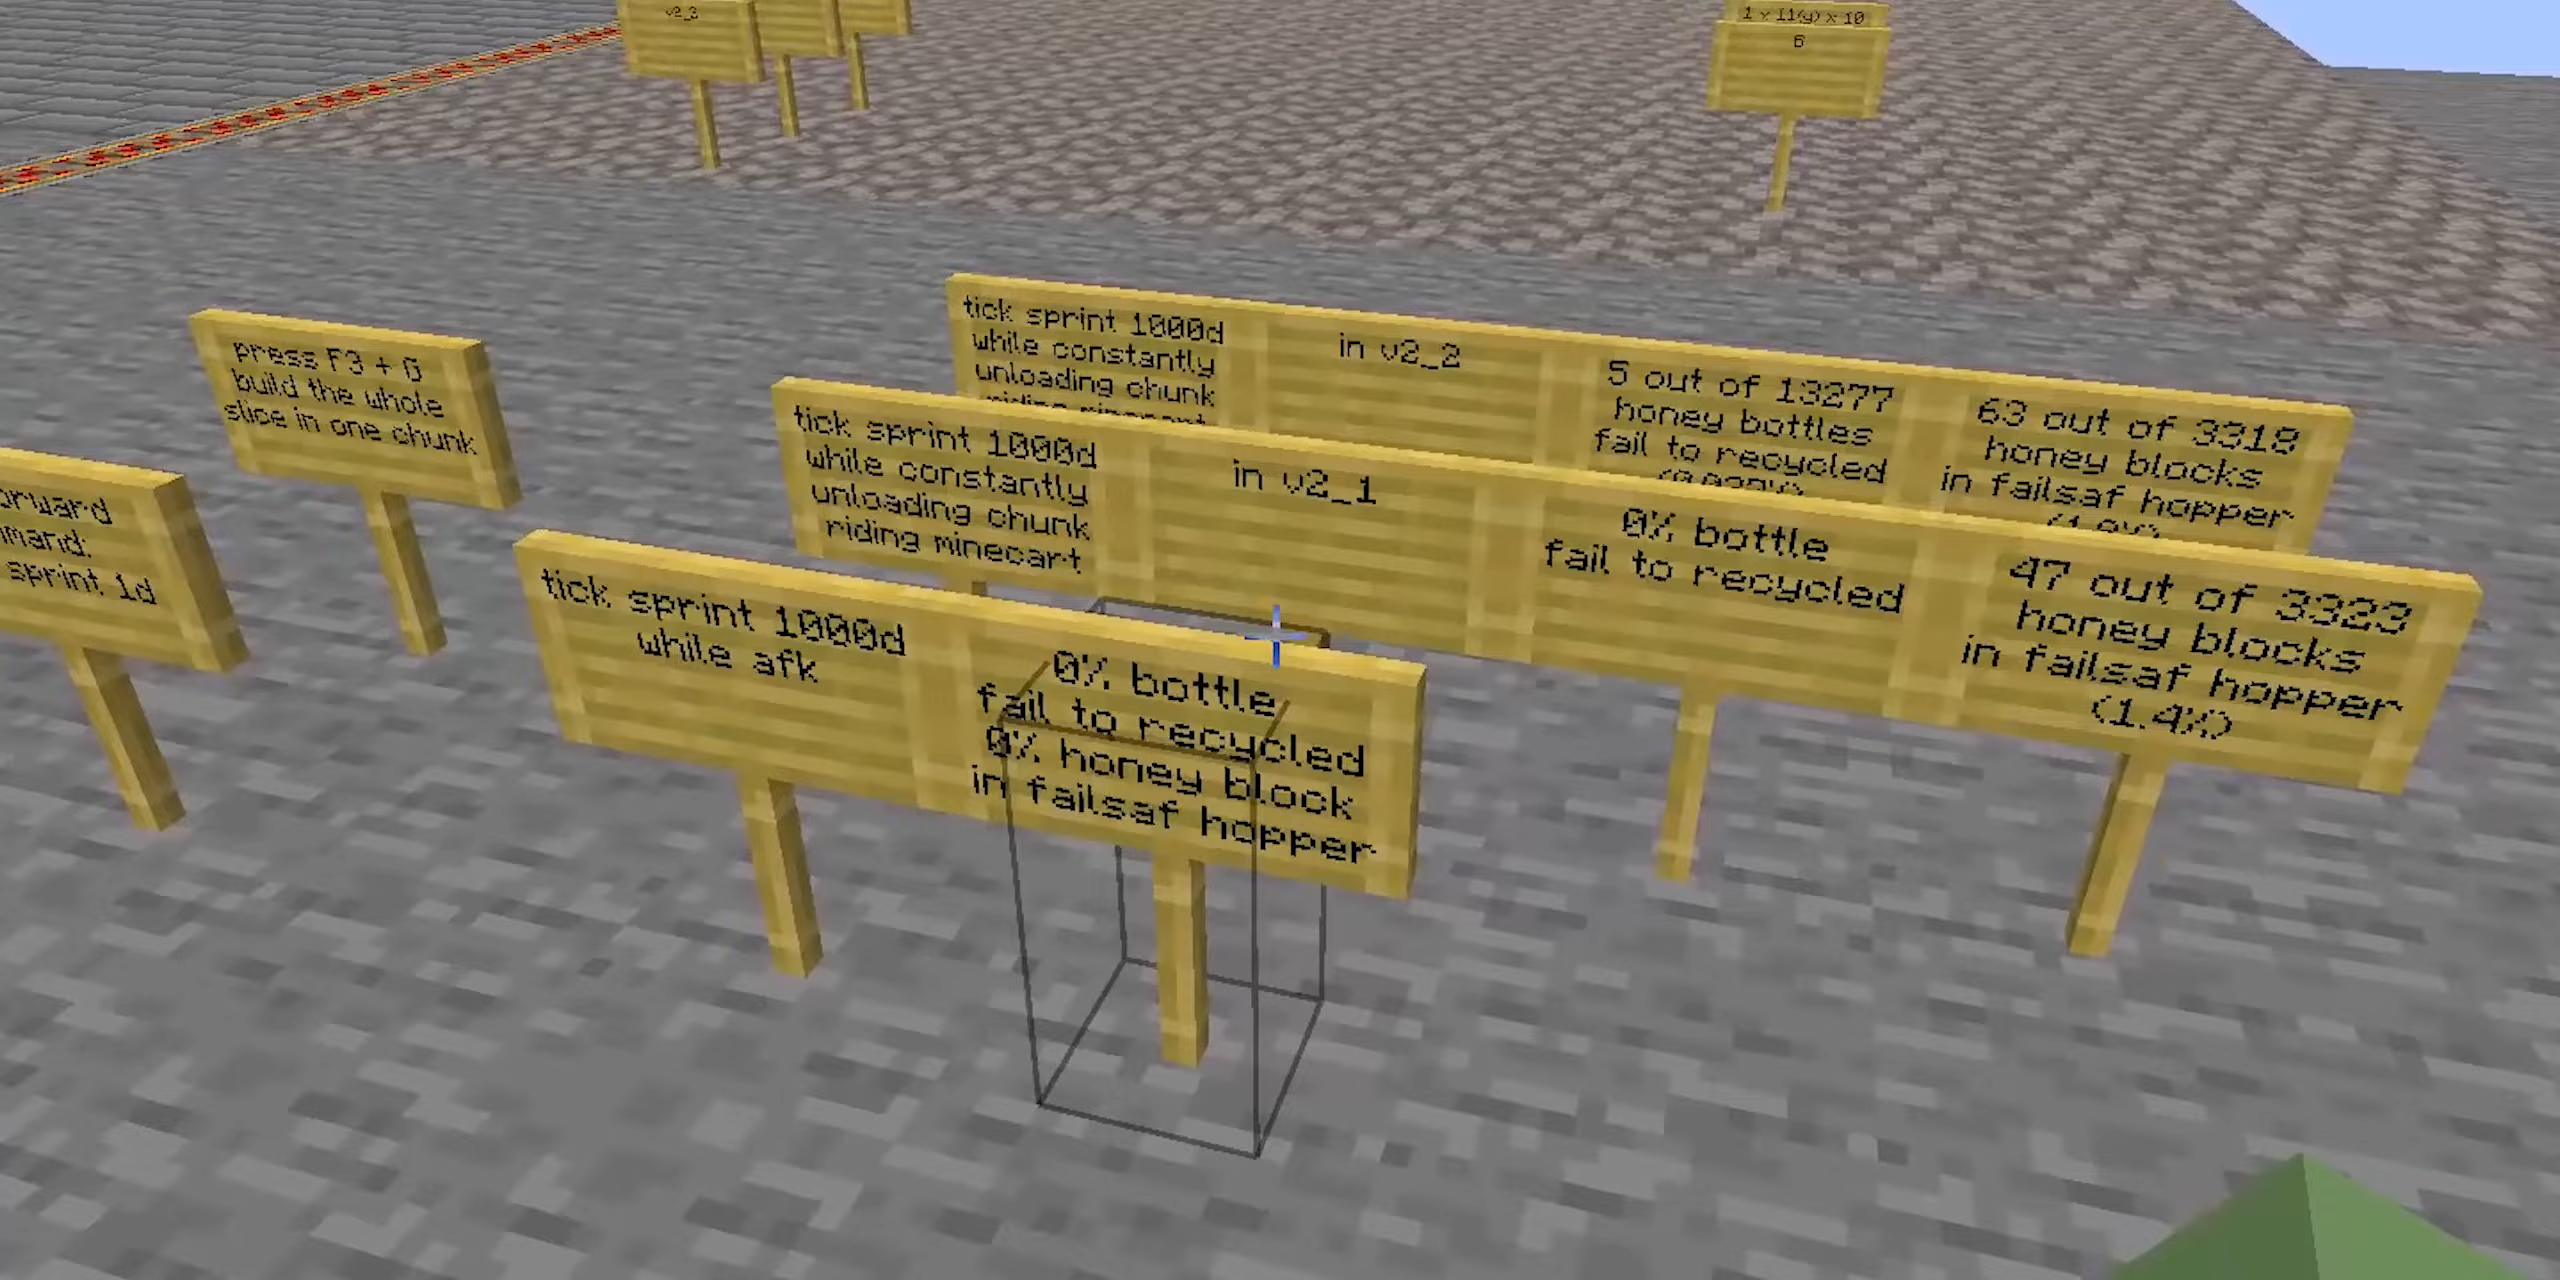 v2_3
1 x 11(g) x 10
6
tick sprint 1000d
while constantly
unloading chunk
riding minecart
in v2_2
5 out of 13277
honey bottles
fail to recycled
63 out of 3318
honey blocks
in failsaf hopper
press F3 + G
build the whole
slice in one chunk
tick sprint 1000d
while constantly
unloading chunk
riding minecart
in v2_1
0% bottle
fail to recycled
47 out of 3323
honey blocks
in failsaf hopper
(1.4%)
sprint 1d
tick sprint 1000d
while afk
0% bottle
fail to recycled
0% honey block
in failsaf hopper